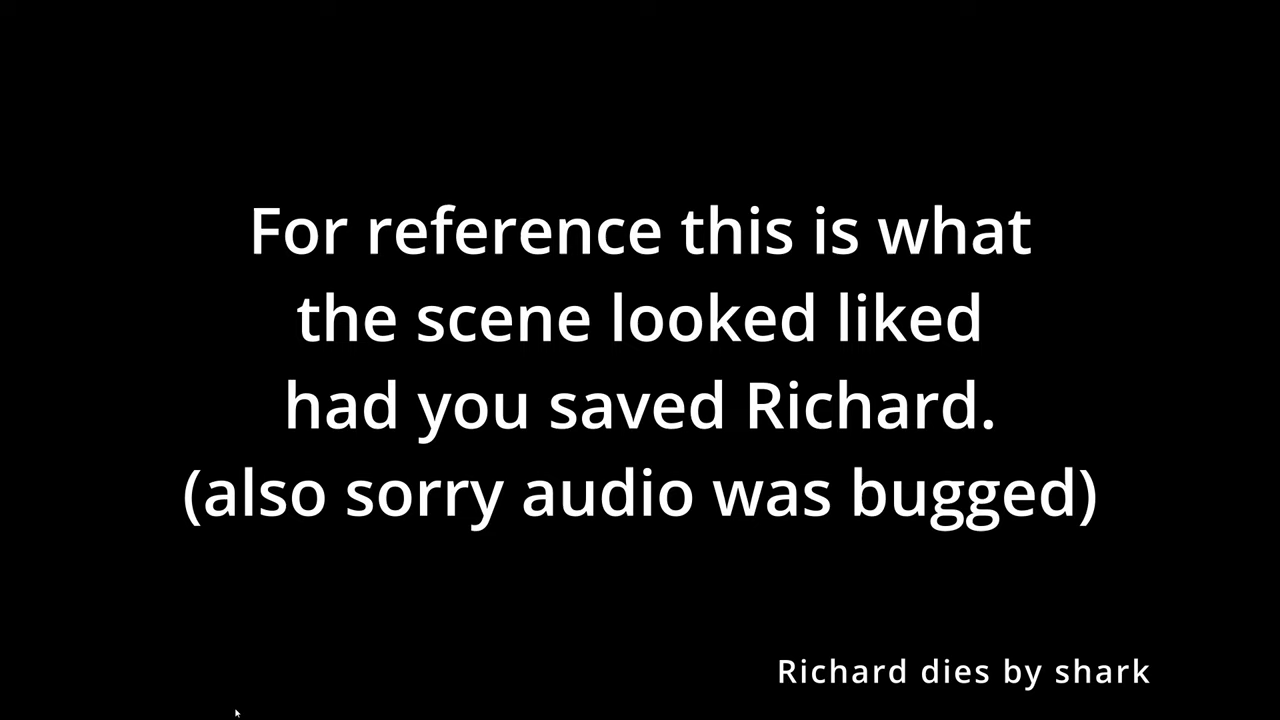 For reference this is what
the scene looked liked
had you saved Richard.
(also sorry audio was bugged)
Richard dies by shark